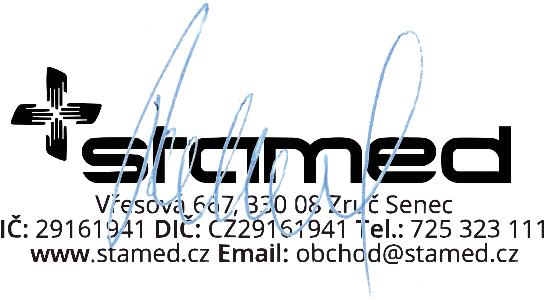 stamed
Vřesová 667, 330 08 Zruč Senec
IČ: 29161941 DIČ: CZ29161941 Tel.: 725 323 111
www.stamed.cz Email: obchod@stamed.cz